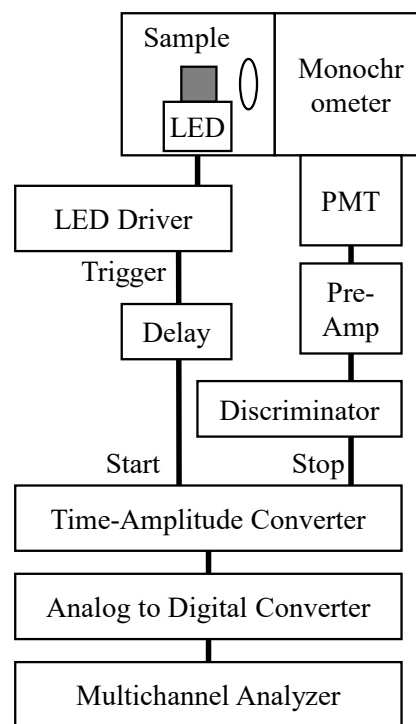 Sample
Monochr
ometer
LED
LED Driver
PMT
Trigger
Pre-
Amp
Delay
Discriminator
Start
Stop
Time-Amplitude Converter
Analog to Digital Converter
Multichannel Analyzer